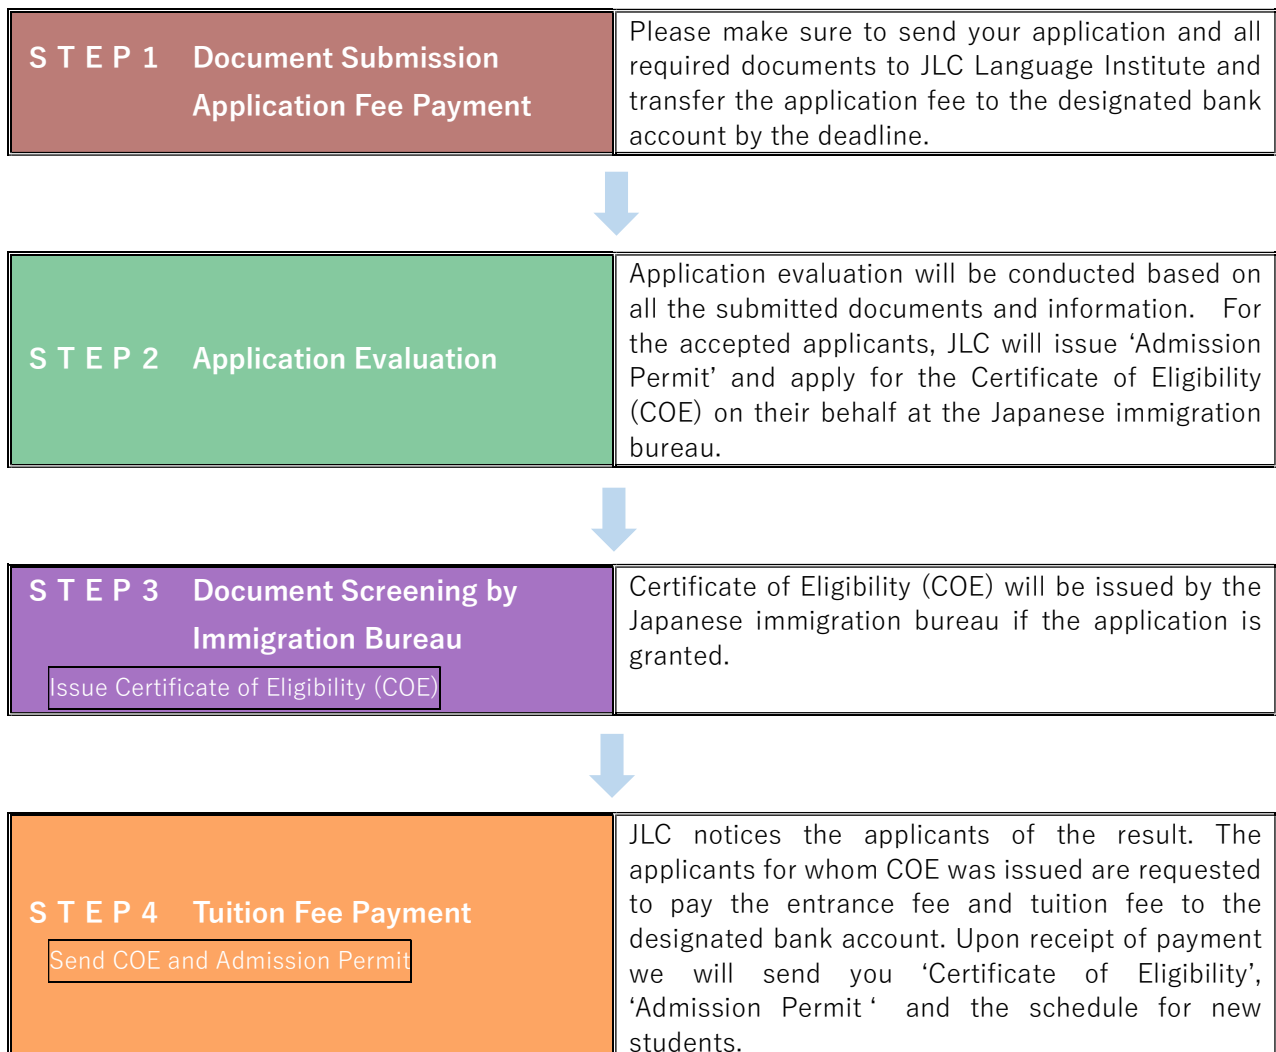 STEP1 Document Submission
Application Fee Payment
Please make sure to send your application and all
required documents to JLC Language Institute and
transfer the application fee to the designated bank
account by the deadline.
STEP2 Application Evaluation
Application evaluation will be conducted based on
all the submitted documents and information. For
the accepted applicants, JLC will issue ‘Admission
Permit’ and apply for the Certificate of Eligibility
(COE) on their behalf at the Japanese immigration
bureau.
STEP3 Document Screening by
Immigration Bureau
Issue Certificate of Eligibility (COE)
Certificate of Eligibility (COE) will be issued by the
Japanese immigration bureau if the application is
granted.
STEP4 Tuition Fee Payment
Send COE and Admission Permit
JLC notices the applicants of the result. The
applicants for whom COE was issued are requested
to pay the entrance fee and tuition fee to the
designated bank account. Upon receipt of payment
we will send you ‘Certificate of Eligibility’,
‘Admission Permit ‘ and the schedule for new
students.